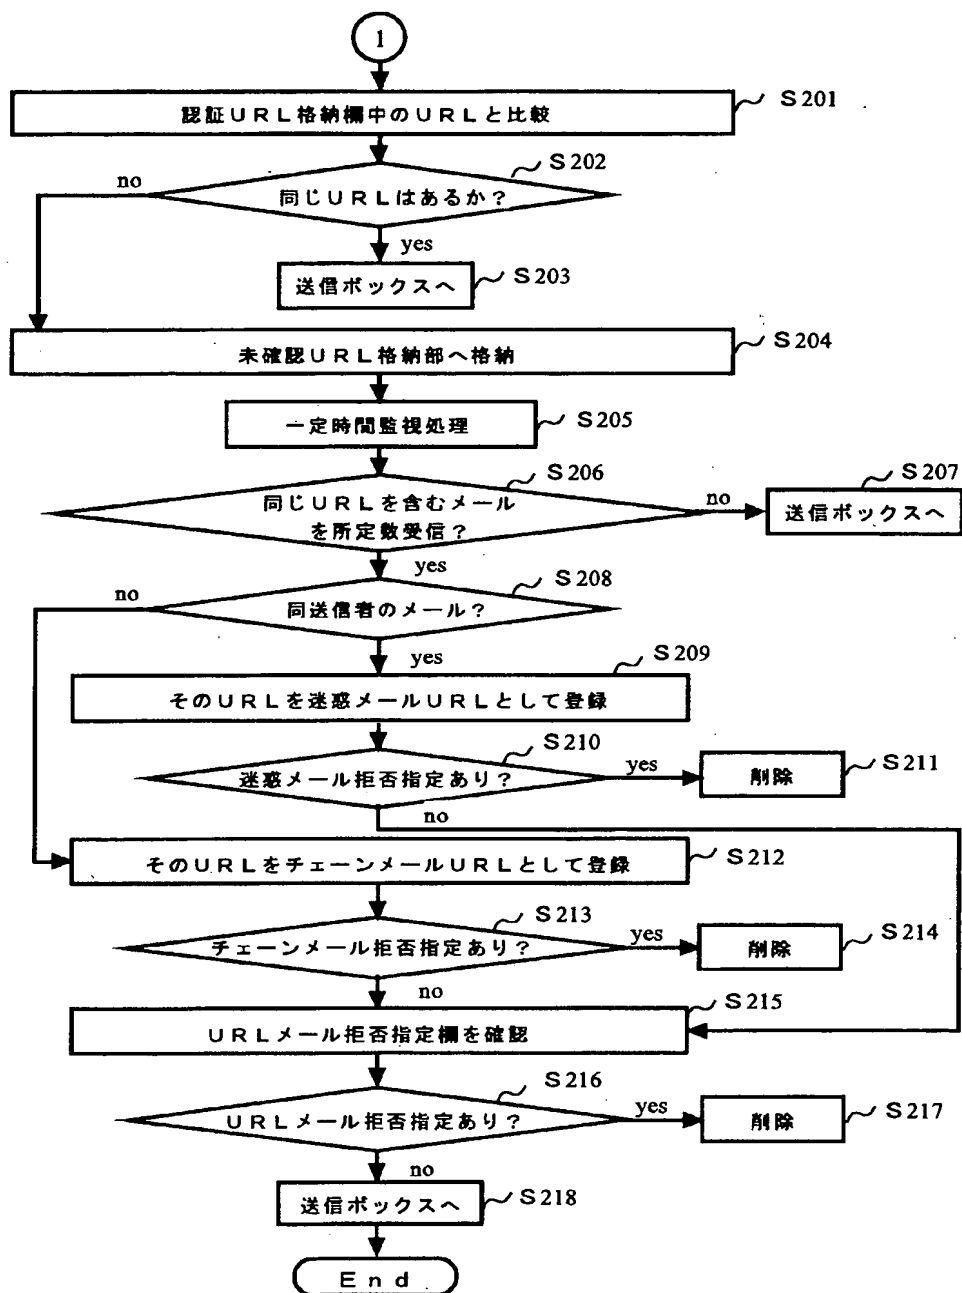 1
認証URL格納欄中のURLと比較
S201
S202
no
同じURLはあるか?
yes
送信ボックスへ
S203
未確認URL格納部へ格納
S204
一定時間監視処理
S205
S206
S207
同じURLを含むメール
を所定数受信?
no
送信ボックスへ
yes
S208
no
同送信者のメール?
yes
S209
そのURLを迷惑メールURLとして登録
S210
迷惑メール拒否指定あり?
yes
削除
S211
no
そのURLをチェーンメールURLとして登録
S212
S213
チェーンメール拒否指定あり?
yes
削除
S214
no
S215
URLメール拒否指定欄を確認
S216
URLメール拒否指定あり?
yes
削除
S217
no
送信ボックスへ
S218
End